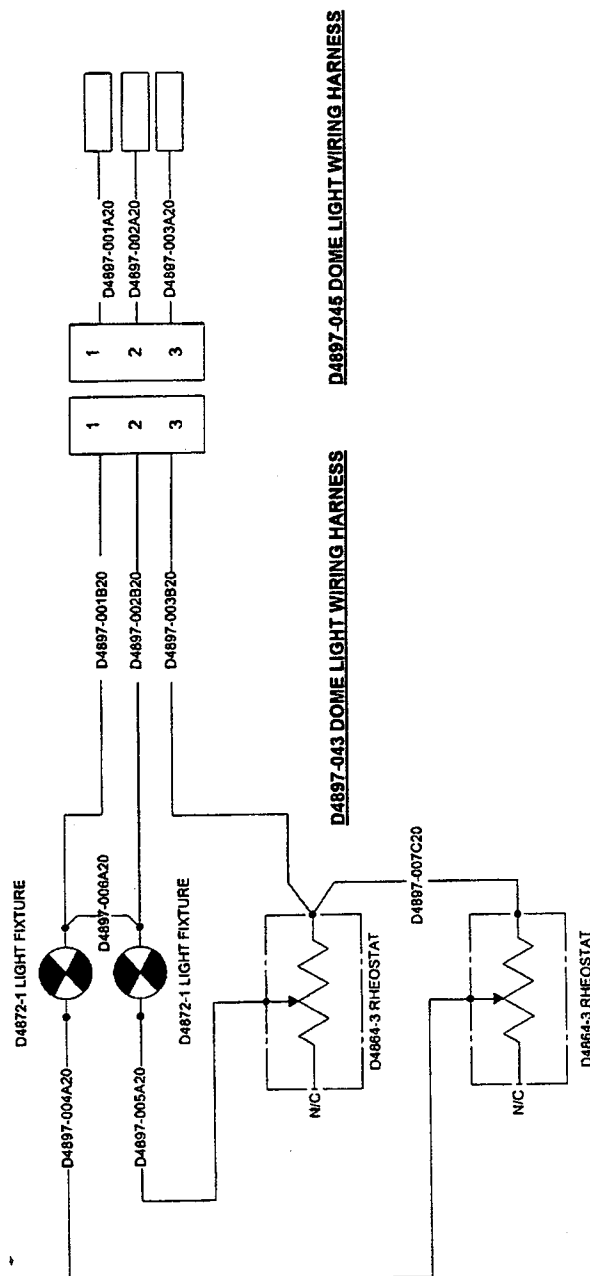 D4872-1 LIGHT FIXTURE
D4897-004A20
D4897-006A20
D4897-001B20
1
1
D4897-001A20
D4872-1 LIGHT FIXTURE
D4897-005A20
D4897-002B20
2
2
D4897-002A20
D4897-003B20
3
3
D4897-003A20
N/C
D4864-3 RHEOSTAT
D4897-007C20
N/C
D4864-3 RHEOSTAT
D4897-043 DOME LIGHT WIRING HARNESS
D4897-045 DOME LIGHT WIRING HARNESS